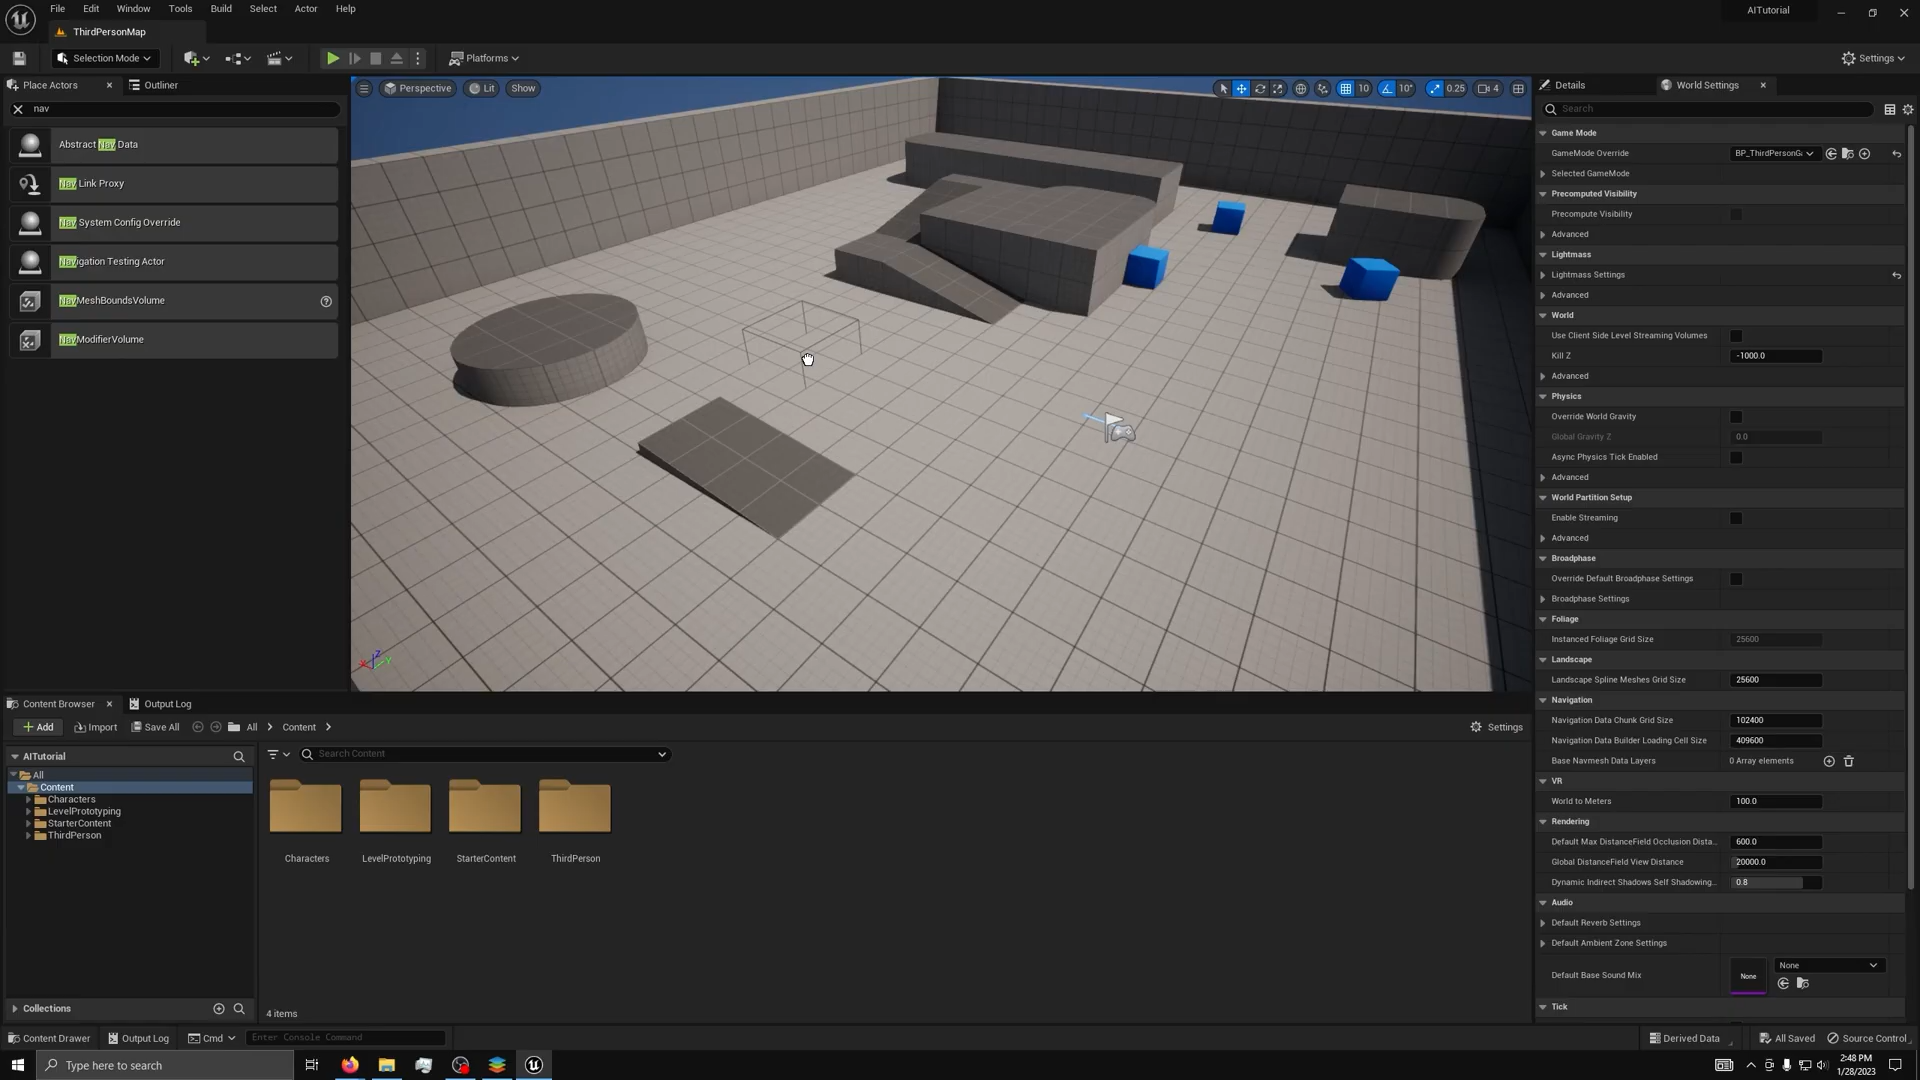 File Edit Window Tools Build Select Actor Help
AITutorial
ThirdPersonMap
Selection Mode
Platforms
Settings
Place Actors
Outliner
nav
Abstract Nav Data
Nav Link Proxy
Nav System Config Override
Navigation Testing Actor
NavMeshBoundsVolume
NavModifierVolume
Perspective
Lit
Show
10
10°
0.25
4
Details
World Settings
Search
Game Mode
GameMode Override BP_ThirdPersonGa
Selected GameMode
Precomputed Visibility
Precompute Visibility
Advanced
Lightmass
Lightmass Settings
Advanced
World
Use Client Side Level Streaming Volumes
Kill Z -1000.0
Advanced
Physics
Override World Gravity
Global Gravity Z 0.0
Async Physics Tick Enabled
Advanced
World Partition Setup
Enable Streaming
Advanced
Broadphase
Override Default Broadphase Settings
Broadphase Settings
Foliage
Instanced Foliage Grid Size 25600
Landscape
Landscape Spline Meshes Grid Size 25600
Navigation
Navigation Data Chunk Grid Size 102400
Navigation Data Builder Loading Cell Size 409600
Base Navmesh Data Layers 0 Array elements
VR
World to Meters 100.0
Rendering
Default Max DistanceField Occlusion Dista... 600.0
Global DistanceField View Distance 20000.0
Dynamic Indirect Shadows Self Shadowing... 0.8
Audio
Default Reverb Settings
Default Ambient Zone Settings
Default Base Sound Mix None None
Tick
X Y Z
Content Browser
Output Log
Add Import Save All All Content
Settings
AITutorial
Search Content
All
Content
Characters
LevelPrototyping
StarterContent
ThirdPerson
Characters LevelPrototyping StarterContent ThirdPerson
Collections
4 items
Content Drawer Output Log Cmd Enter Console Command
Derived Data All Saved Source Control
Type here to search
2:48 PM
1/28/2023